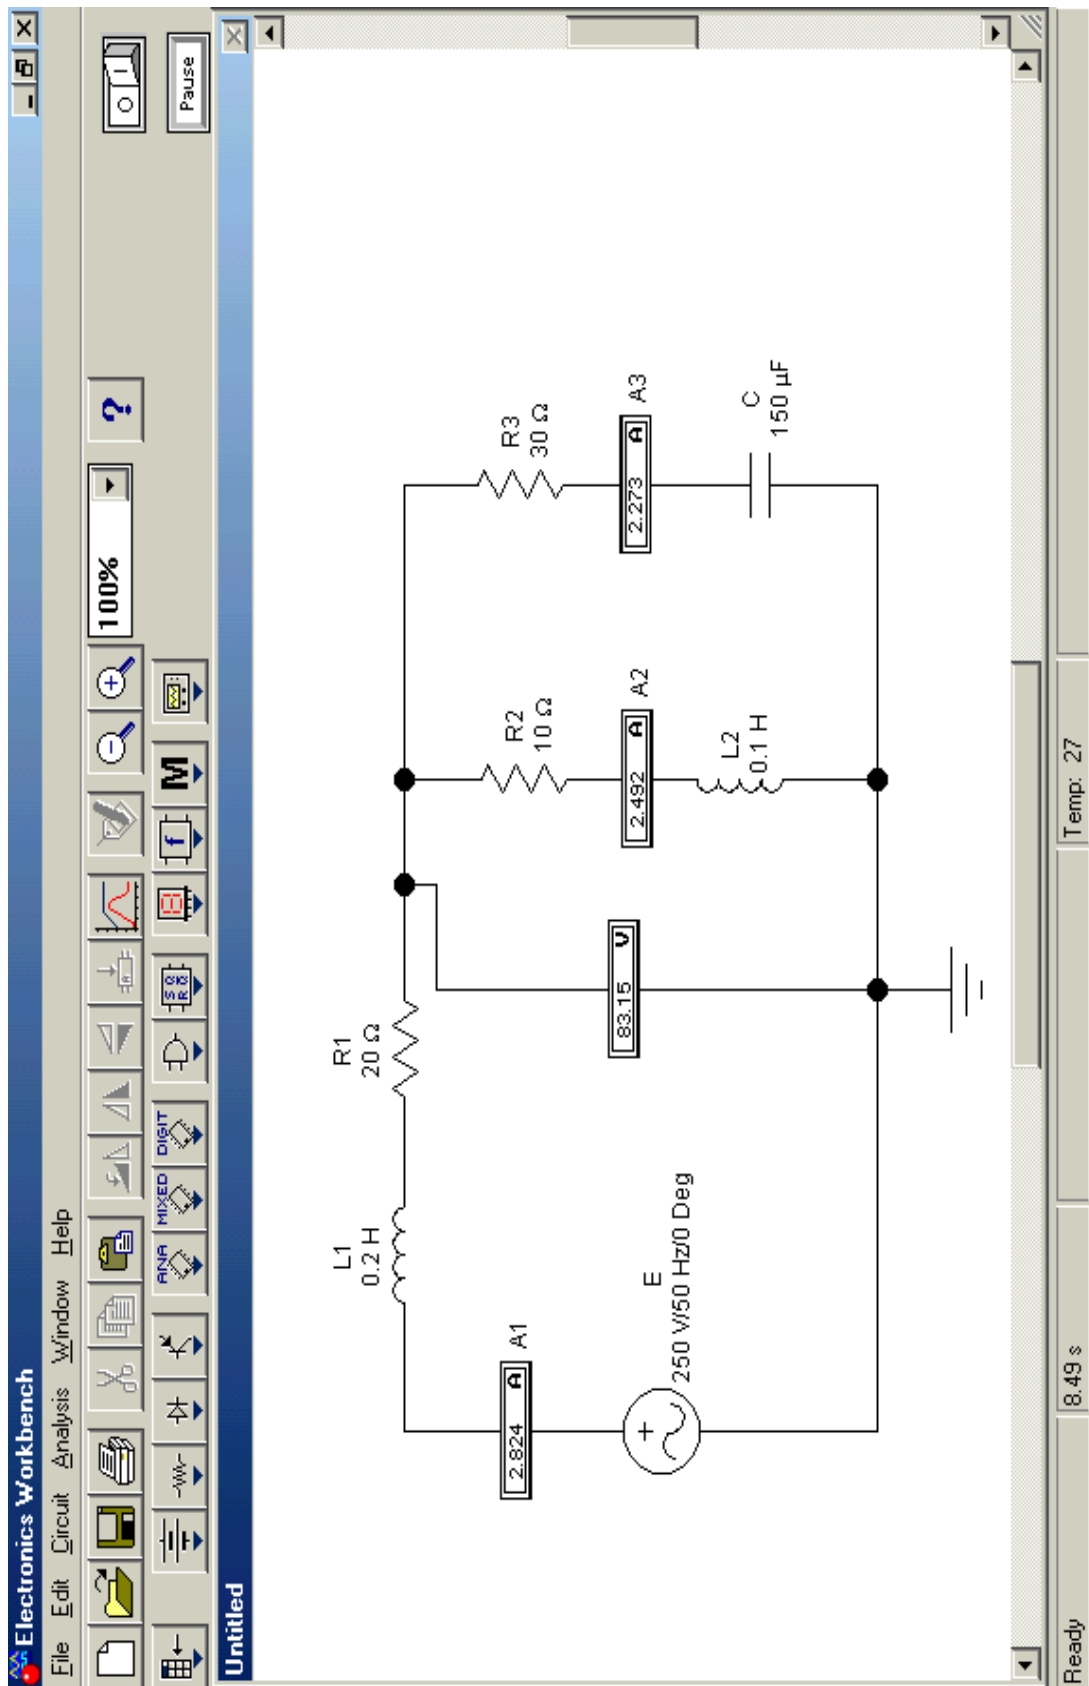 Electronics Workbench
File Edit Circuit Analysis Window Help
100%
?
Pause
ANA
MIXED
DIGIT
M
f
Untitled
L1
0.2 H
R1
20 Ω
R2
10 Ω
R3
30 Ω
A1
2.824 A
83.15 V
A2
2.492 A
A3
2.273 A
E
250 V/50 Hz/0 Deg
L2
0.1 H
C
150 µF
Ready
8.49 s
Temp: 27